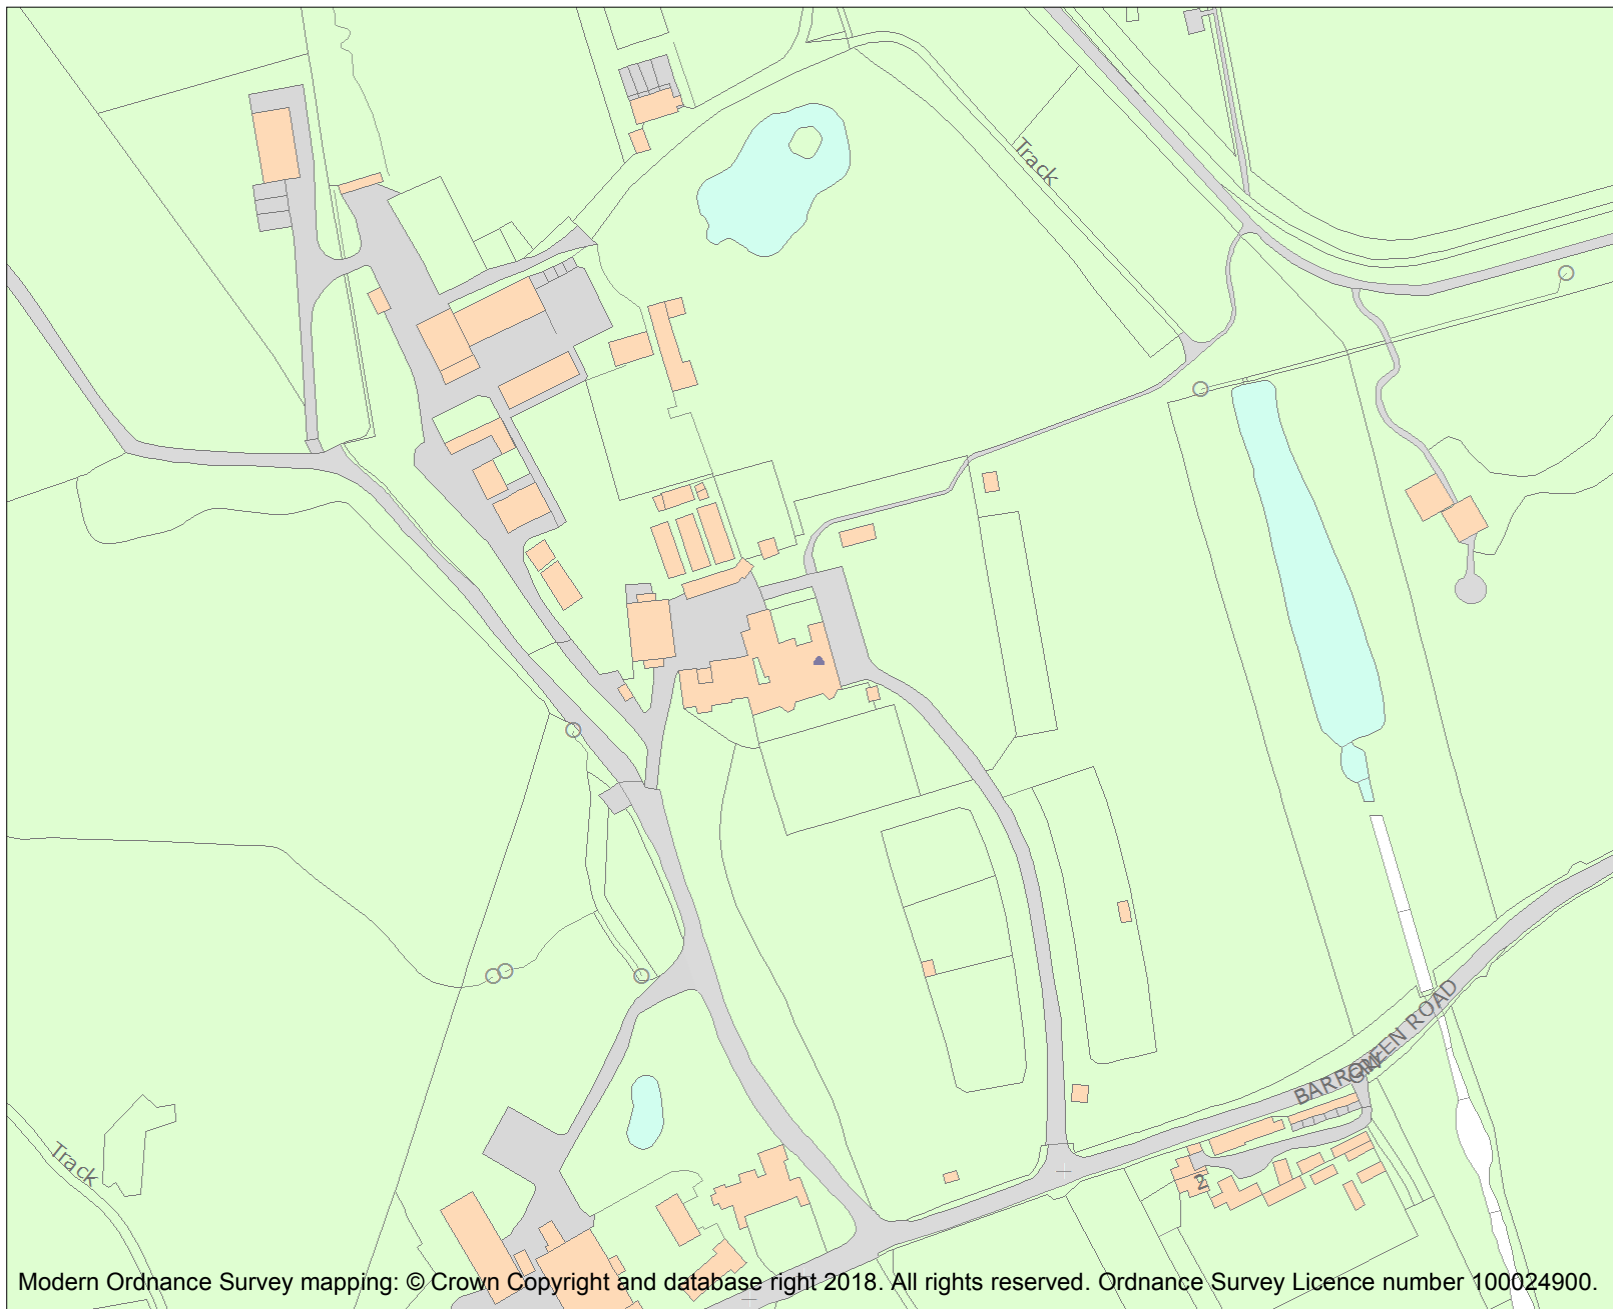 Track
BARROW
GREEN ROAD
2
Track
Modern Ordnance Survey mapping: © Crown Copyright and database right 2018. All rights reserved. Ordnance Survey Licence number 100024900.